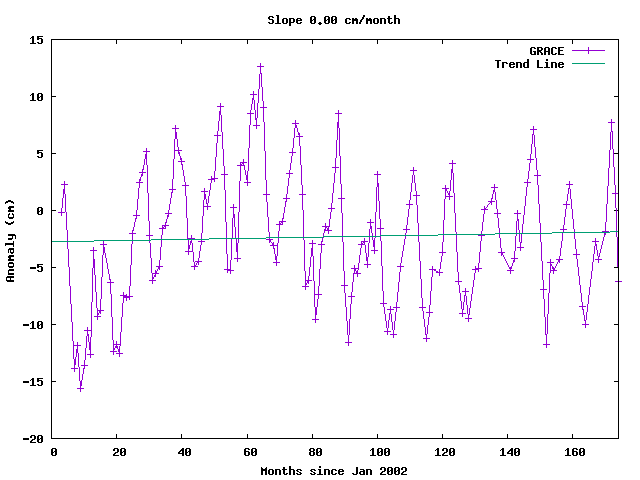 Slope 0.00 cm/month
15
10
5
0
-5
-10
-15
-20
Anomaly (cm)
GRACE
Trend Line
0 20 40 60 80 100 120 140 160
Months since Jan 2002